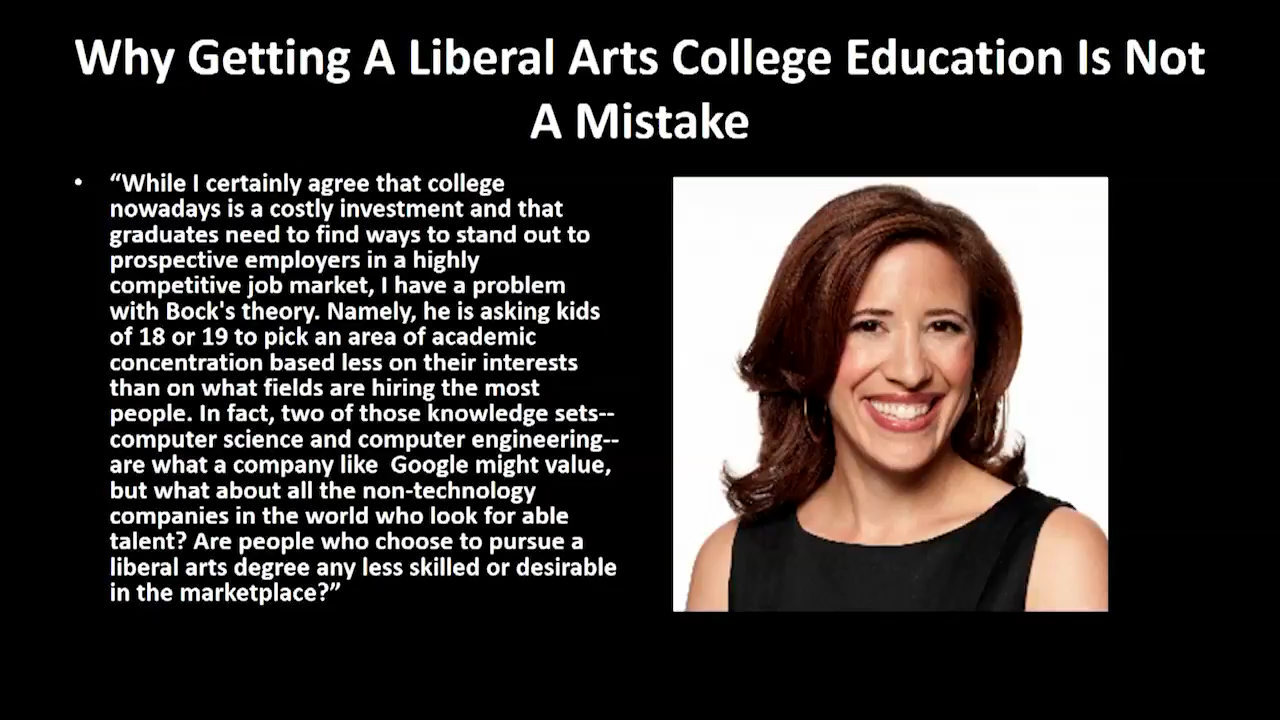 Why Getting A Liberal Arts College Education Is Not
A Mistake
• “While I certainly agree that college
nowadays is a costly investment and that
graduates need to find ways to stand out to
prospective employers in a highly
competitive job market, I have a problem
with Bock's theory. Namely, he is asking kids
of 18 or 19 to pick an area of academic
concentration based less on their interests
than on what fields are hiring the most
people. In fact, two of those knowledge sets--
computer science and computer engineering--
are what a company like  Google might value,
but what about all the non-technology
companies in the world who look for able
talent? Are people who choose to pursue a
liberal arts degree any less skilled or desirable
in the marketplace?”